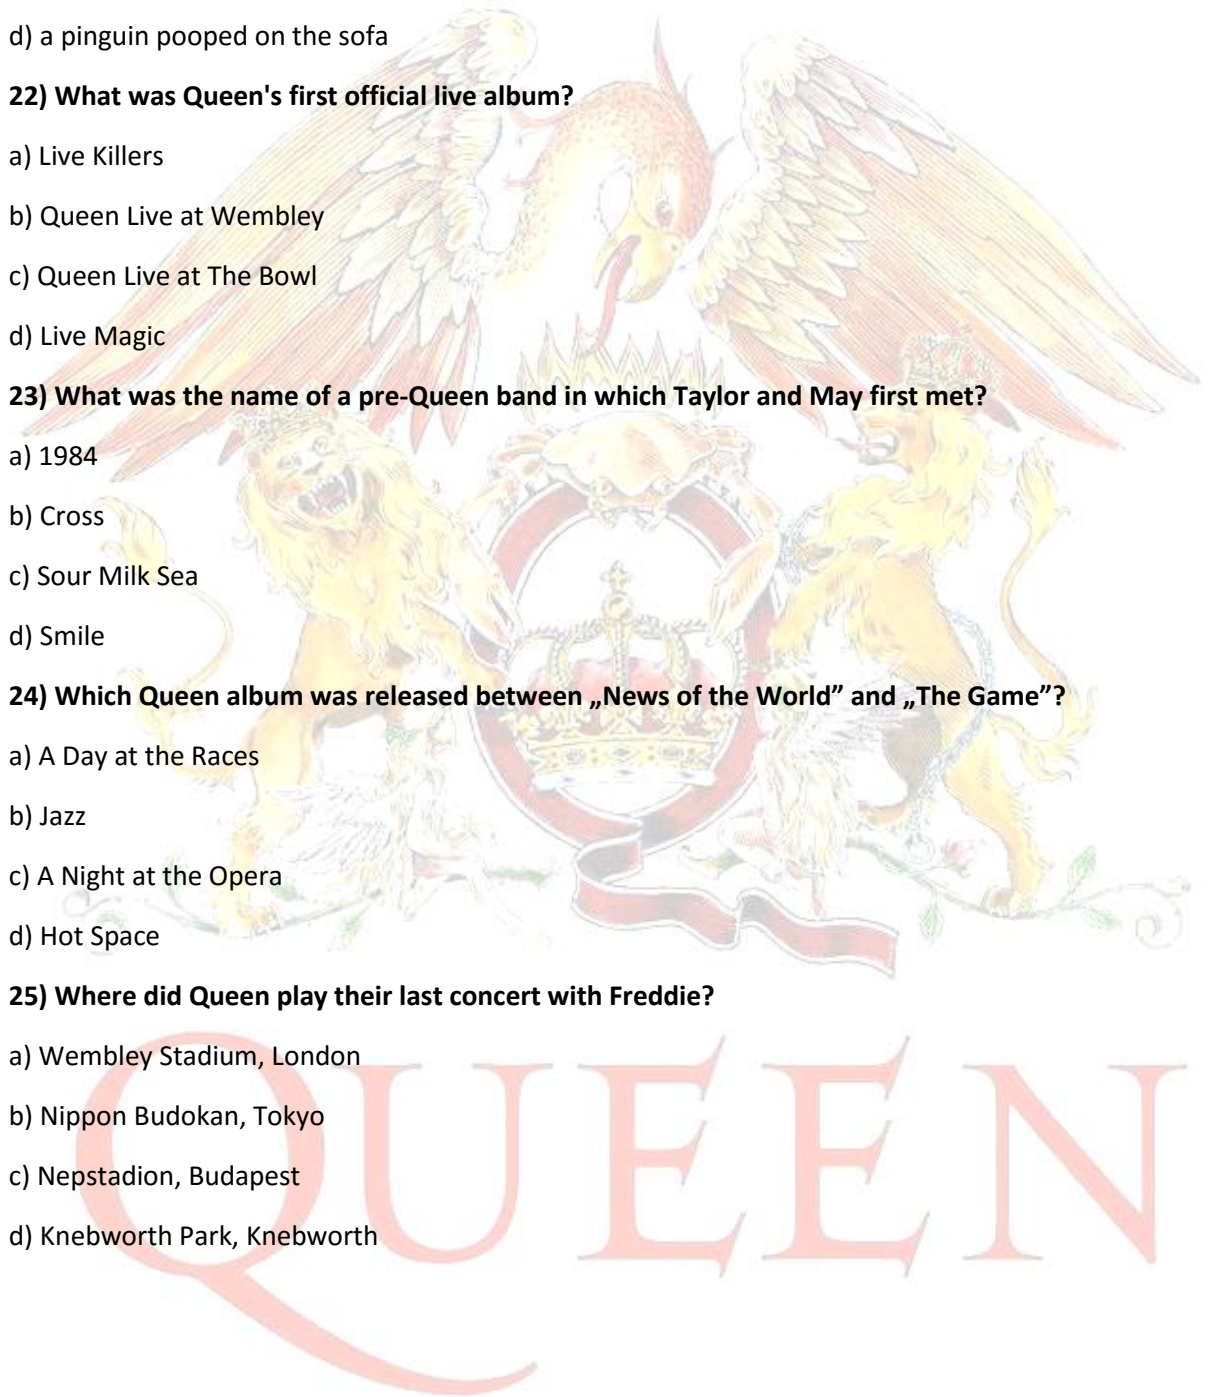 d) a pinguin pooped on the sofa
22) What was Queen's first official live album?
a) Live Killers
b) Queen Live at Wembley
c) Queen Live at The Bowl
d) Live Magic
23) What was the name of a pre-Queen band in which Taylor and May first met?
a) 1984
b) Cross
c) Sour Milk Sea
d) Smile
24) Which Queen album was released between „News of the World” and „The Game”?
a) A Day at the Races
b) Jazz
c) A Night at the Opera
d) Hot Space
25) Where did Queen play their last concert with Freddie?
a) Wembley Stadium, London
b) Nippon Budokan, Tokyo
c) Nepstadion, Budapest
d) Knebworth Park, Knebworth
QUEEN